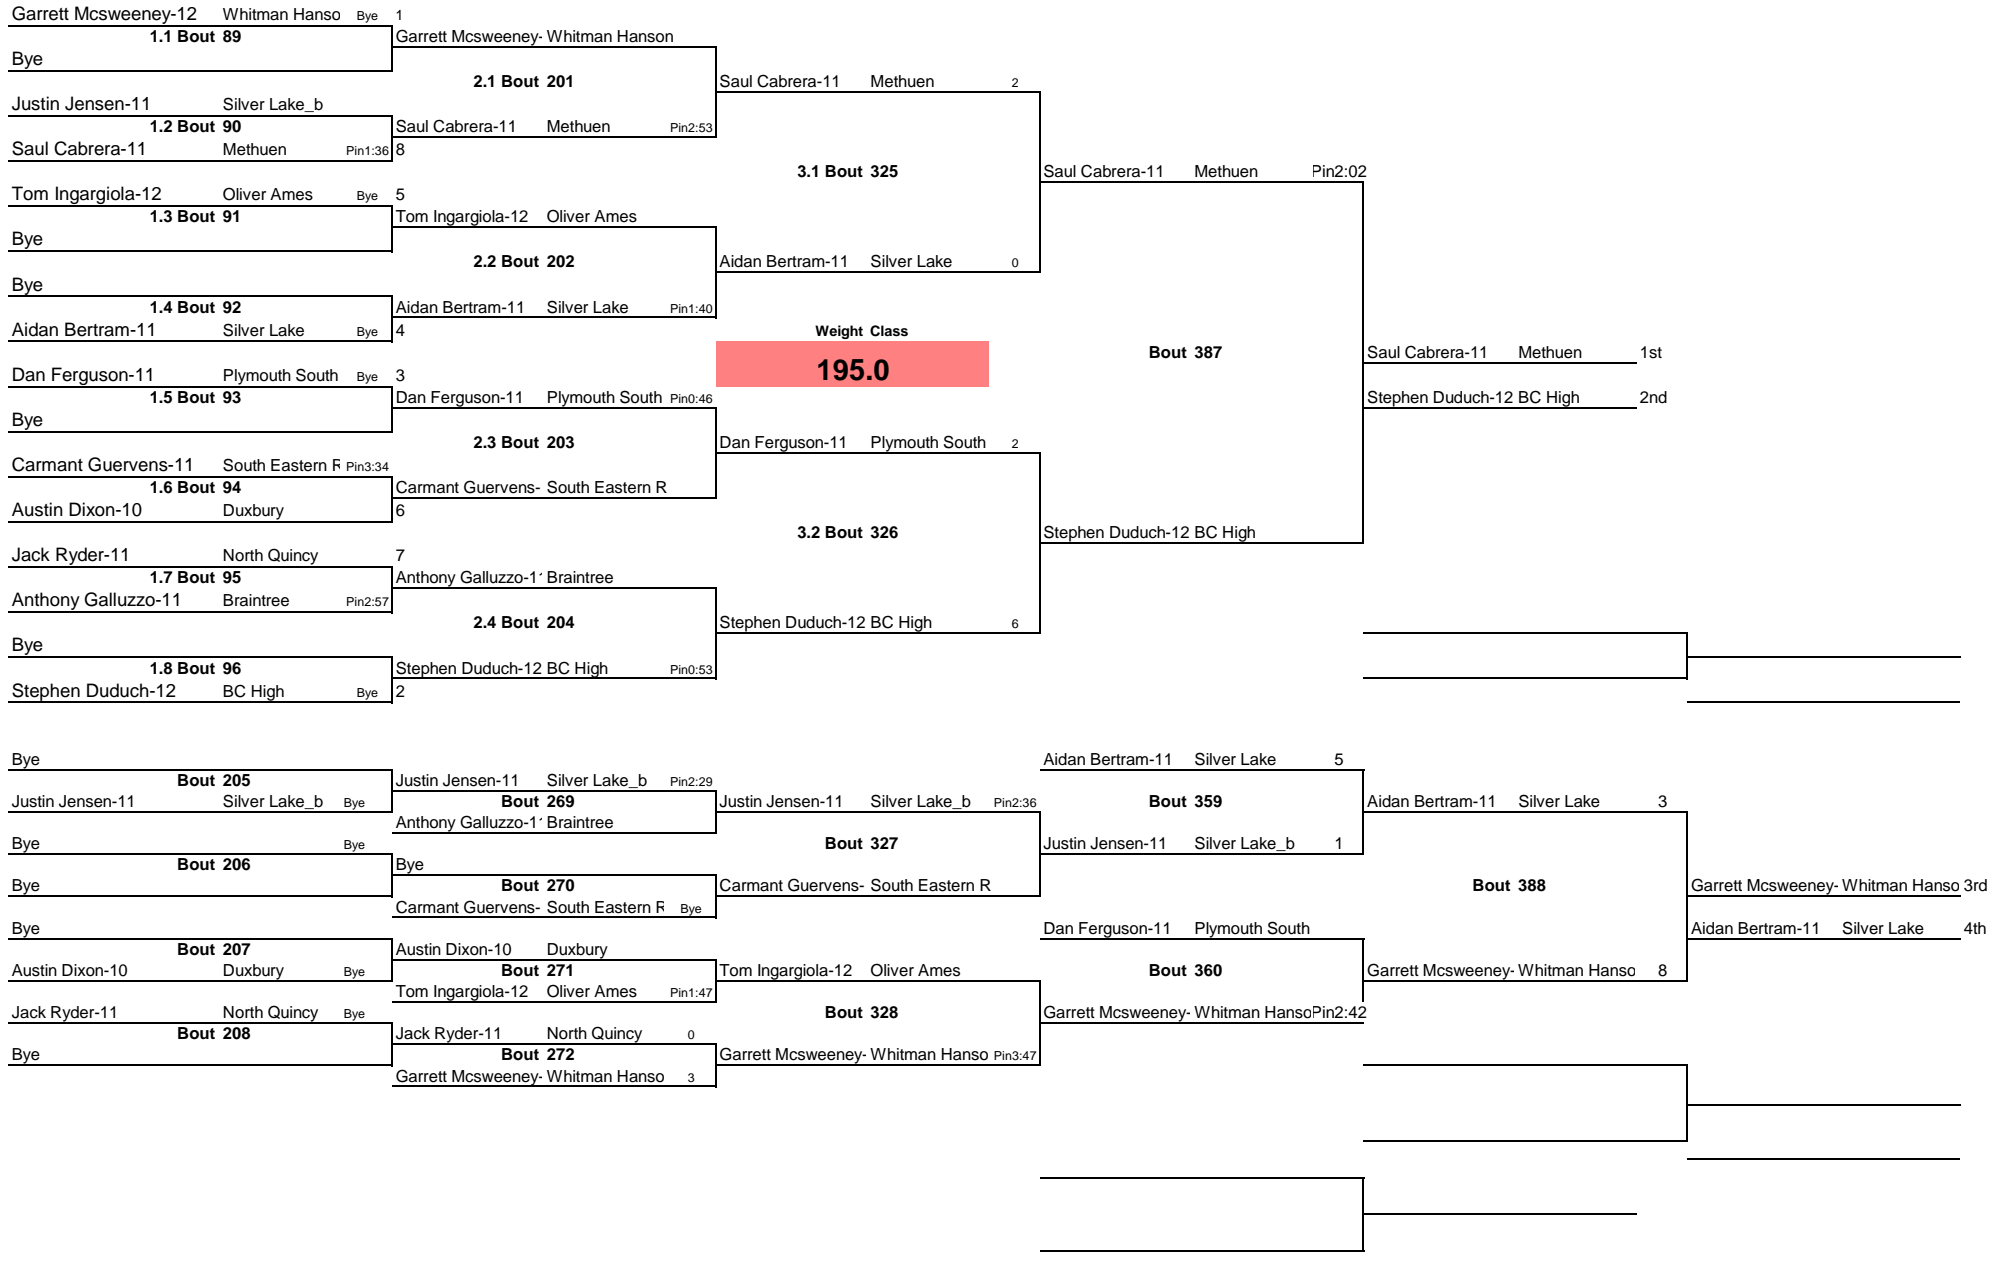 Garrett Mcsweeney-12 Whitman Hanso Bye 1
1.1 Bout 89 Garrett Mcsweeney- Whitman Hanson
Bye
2.1 Bout 201 Saul Cabrera-11 Methuen 2
Justin Jensen-11 Silver Lake_b
1.2 Bout 90 Saul Cabrera-11 Methuen Pin2:53
Saul Cabrera-11 Methuen Pin1:36 8
3.1 Bout 325 Saul Cabrera-11 Methuen Pin2:02
Tom Ingargiola-12 Oliver Ames Bye 5
1.3 Bout 91 Tom Ingargiola-12 Oliver Ames
Bye
2.2 Bout 202 Aidan Bertram-11 Silver Lake 0
Bye
1.4 Bout 92 Aidan Bertram-11 Silver Lake Pin1:40
Aidan Bertram-11 Silver Lake Bye 4 Weight Class
Bout 387 Saul Cabrera-11 Methuen 1st
Dan Ferguson-11 Plymouth South Bye 3 195.0
1.5 Bout 93 Dan Ferguson-11 Plymouth South Pin0:46 Stephen Duduch-12 BC High 2nd
Bye
2.3 Bout 203 Dan Ferguson-11 Plymouth South 2
Carmant Guervens-11 South Eastern R Pin3:34
1.6 Bout 94 Carmant Guervens- South Eastern R
Austin Dixon-10 Duxbury 6
3.2 Bout 326 Stephen Duduch-12 BC High
Jack Ryder-11 North Quincy 7
1.7 Bout 95 Anthony Galluzzo-1 Braintree
Anthony Galluzzo-11 Braintree Pin2:57
2.4 Bout 204 Stephen Duduch-12 BC High 6
Bye
1.8 Bout 96 Stephen Duduch-12 BC High Pin0:53
Stephen Duduch-12 BC High Bye 2
Bye Aidan Bertram-11 Silver Lake 5
Bout 205 Justin Jensen-11 Silver Lake_b Pin2:29
Justin Jensen-11 Silver Lake_b Bye Bout 269 Justin Jensen-11 Silver Lake_b Pin2:36 Bout 359 Aidan Bertram-11 Silver Lake 3
Anthony Galluzzo-1 Braintree
Bye Bye Bout 327 Justin Jensen-11 Silver Lake_b 1
Bout 206 Bye
Bye Bout 270 Carmant Guervens- South Eastern R Bout 388 Garrett Mcsweeney- Whitman Hanso 3rd
Carmant Guervens- South Eastern R Bye
Bye Dan Ferguson-11 Plymouth South Aidan Bertram-11 Silver Lake 4th
Bout 207 Austin Dixon-10 Duxbury
Austin Dixon-10 Duxbury Bye Bout 271 Tom Ingargiola-12 Oliver Ames Bout 360 Garrett Mcsweeney- Whitman Hanso 8
Tom Ingargiola-12 Oliver Ames Pin1:47
Jack Ryder-11 North Quincy Bye Bout 328 Garrett Mcsweeney- Whitman Hanso Pin2:42
Bout 208 Jack Ryder-11 North Quincy 0
Bye Bout 272 Garrett Mcsweeney- Whitman Hanso Pin3:47
Garrett Mcsweeney- Whitman Hanso 3